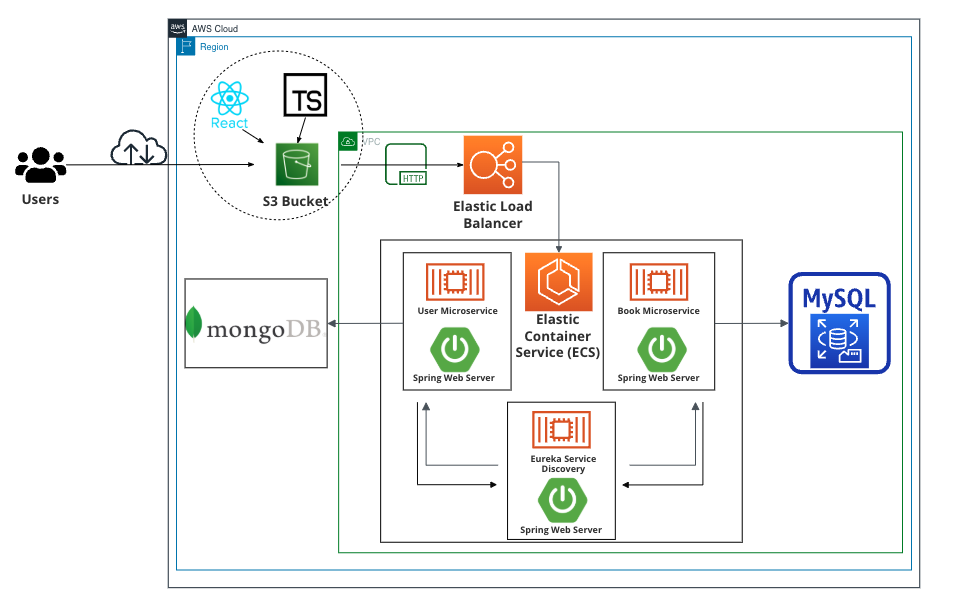 aws
AWS Cloud
Region
React
TS
VPC
HTTP
Users
S3 Bucket
Elastic Load
Balancer
User Microservice
Spring Web Server
Elastic
Container
Service (ECS)
Book Microservice
Spring Web Server
mongoDB.
MySQL
Eureka Service
Discovery
Spring Web Server